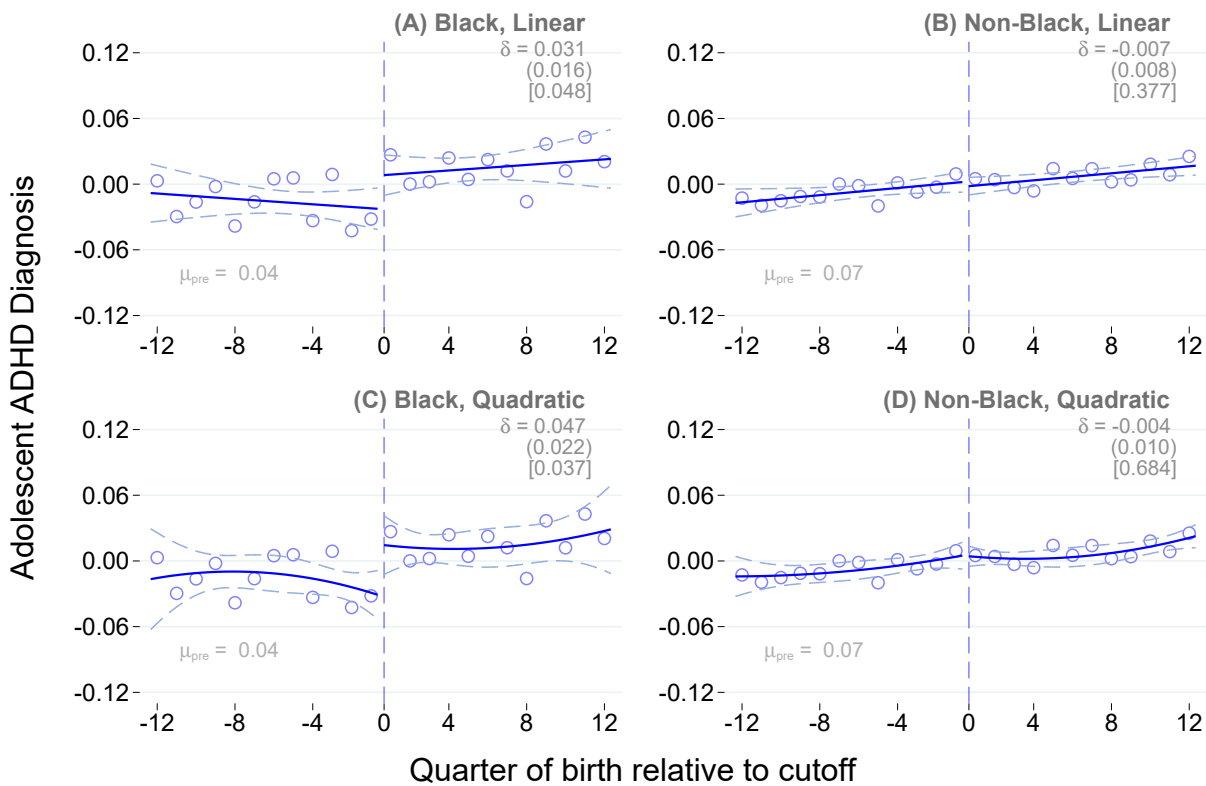 Adolescent ADHD Diagnosis
(A) Black, Linear
δ = 0.031
(0.016)
[0.048]
0.12
0.06
0.00
-0.06
-0.12
μpre = 0.04
-12 -8 -4 0 4 8 12
(B) Non-Black, Linear
δ = -0.007
(0.008)
[0.377]
0.12
0.06
0.00
-0.06
-0.12
μpre = 0.07
-12 -8 -4 0 4 8 12
(C) Black, Quadratic
δ = 0.047
(0.022)
[0.037]
0.12
0.06
0.00
-0.06
-0.12
μpre = 0.04
-12 -8 -4 0 4 8 12
(D) Non-Black, Quadratic
δ = -0.004
(0.010)
[0.684]
0.12
0.06
0.00
-0.06
-0.12
μpre = 0.07
-12 -8 -4 0 4 8 12
Quarter of birth relative to cutoff